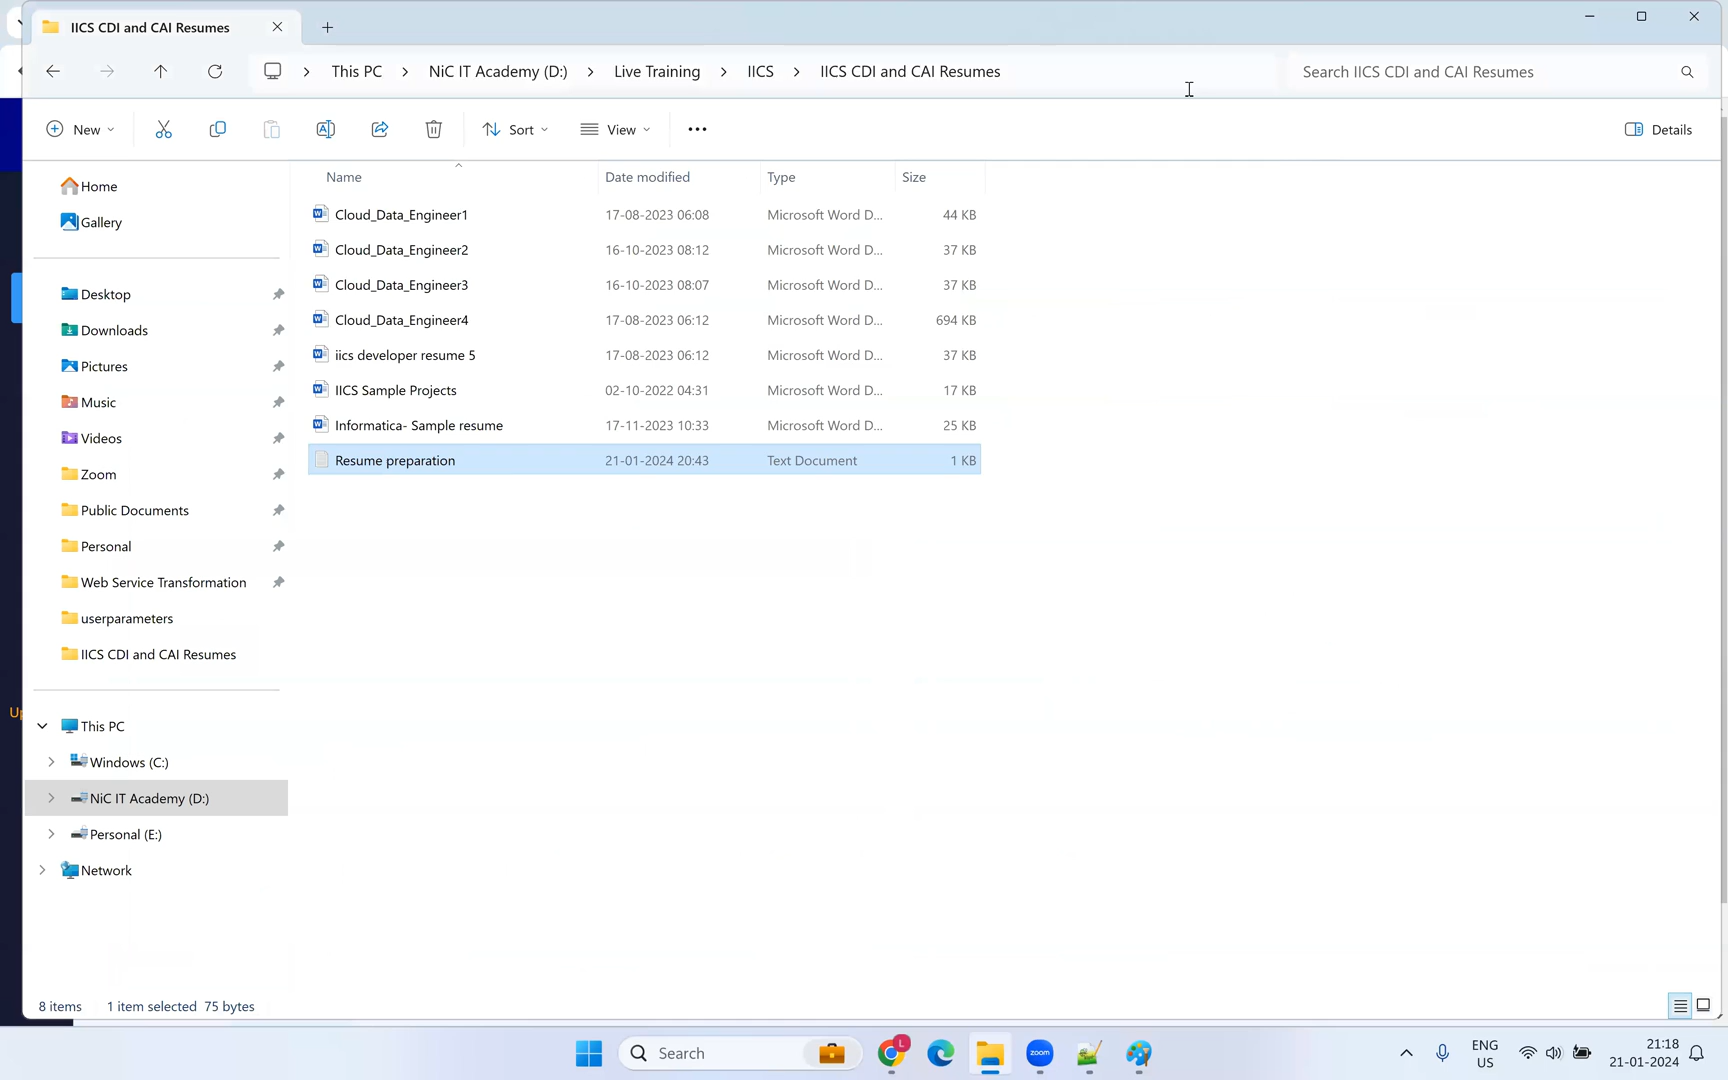 IICS CDI and CAI Resumes
This PC > NiC IT Academy (D:) > Live Training > IICS > IICS CDI and CAI Resumes
Search IICS CDI and CAI Resumes
New
Sort
View
Details
Name Date modified Type Size
Home
Gallery
Desktop
Downloads
Pictures
Music
Videos
Zoom
Public Documents
Personal
Web Service Transformation
userparameters
IICS CDI and CAI Resumes
This PC
Windows (C:)
NiC IT Academy (D:)
Personal (E:)
Network
Cloud_Data_Engineer1 17-08-2023 06:08 Microsoft Word D... 44 KB
Cloud_Data_Engineer2 16-10-2023 08:12 Microsoft Word D... 37 KB
Cloud_Data_Engineer3 16-10-2023 08:07 Microsoft Word D... 37 KB
Cloud_Data_Engineer4 17-08-2023 06:12 Microsoft Word D... 694 KB
iics developer resume 5 17-08-2023 06:12 Microsoft Word D... 37 KB
IICS Sample Projects 02-10-2022 04:31 Microsoft Word D... 17 KB
Informatica- Sample resume 17-11-2023 10:33 Microsoft Word D... 25 KB
Resume preparation 21-01-2024 20:43 Text Document 1 KB
8 items 1 item selected 75 bytes
Search
L
zoom
ENG
US
21:18
21-01-2024